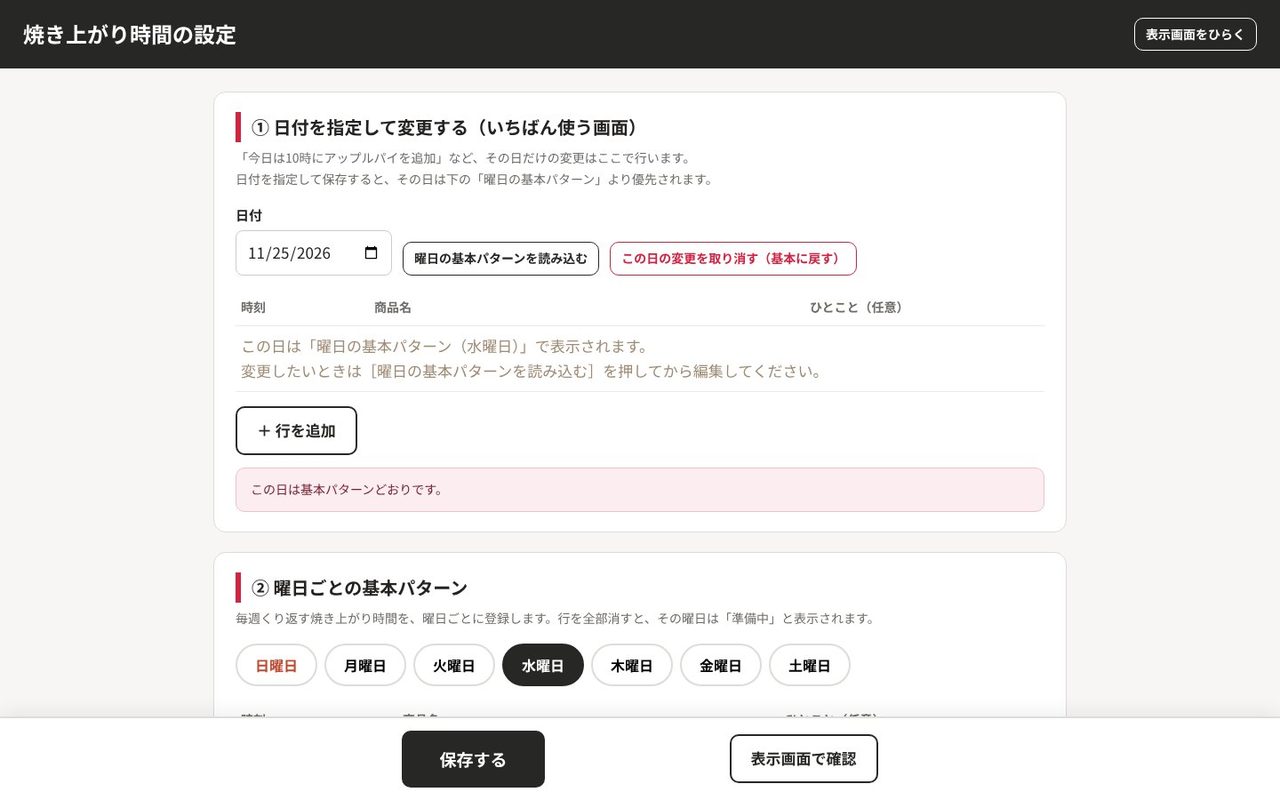 焼き上がり時間の設定
表示画面をひらく
① 日付を指定して変更する（いちばん使う画面）
「今日は10時にアップルパイを追加」など、その日だけの変更はここで行います。
日付を指定して保存すると、その日は下の「曜日の基本パターン」より優先されます。
日付
11/25/2026
曜日の基本パターンを読み込む
この日の変更を取り消す（基本に戻す）
時刻 商品名 ひとこと（任意）
この日は「曜日の基本パターン（水曜日）」で表示されます。
変更したいときは［曜日の基本パターンを読み込む］を押してから編集してください。
＋ 行を追加
この日は基本パターンどおりです。
② 曜日ごとの基本パターン
毎週くり返す焼き上がり時間を、曜日ごとに登録します。行を全部消すと、その曜日は「準備中」と表示されます。
日曜日 月曜日 火曜日 水曜日 木曜日 金曜日 土曜日
保存する
表示画面で確認